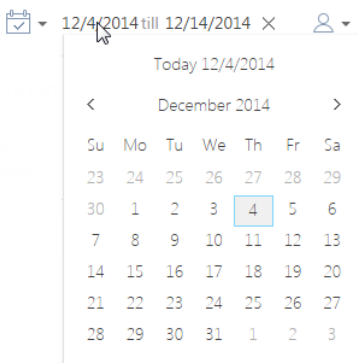 12/4/2014 till 12/14/2014
Today 12/4/2014
December 2014
Su Mo Tu We Th Fr Sa
23 24 25 26 27 28 29
30 1 2 3 4 5 6
7 8 9 10 11 12 13
14 15 16 17 18 19 20
21 22 23 24 25 26 27
28 29 30 31 1 2 3